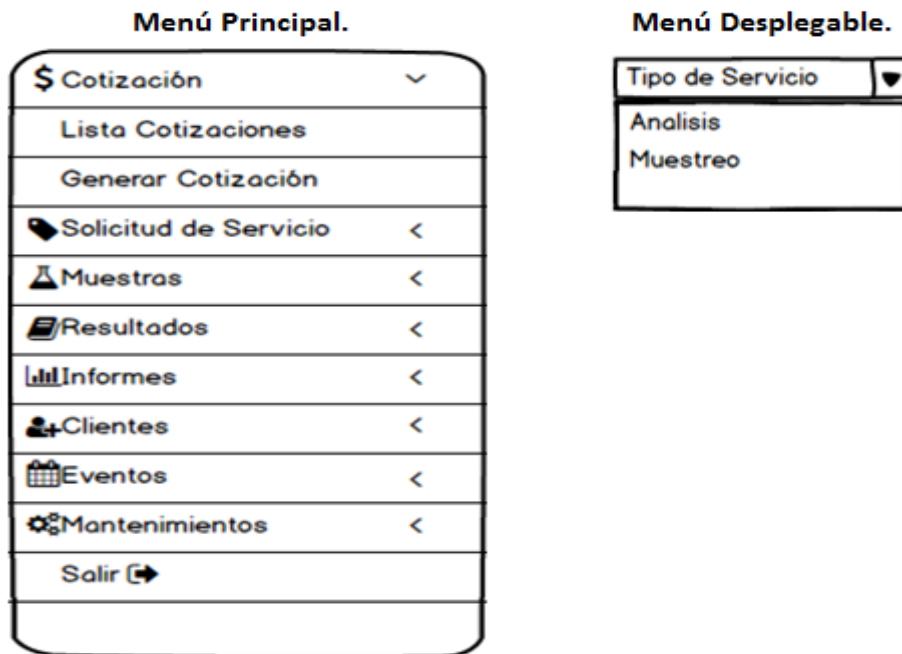 Menú Principal.
$ Cotización
Lista Cotizaciones
Generar Cotización
Solicitud de Servicio
Muestras
Resultados
Informes
Clientes
Eventos
Mantenimientos
Salir
Menú Desplegable.
Tipo de Servicio
Analisis
Muestreo